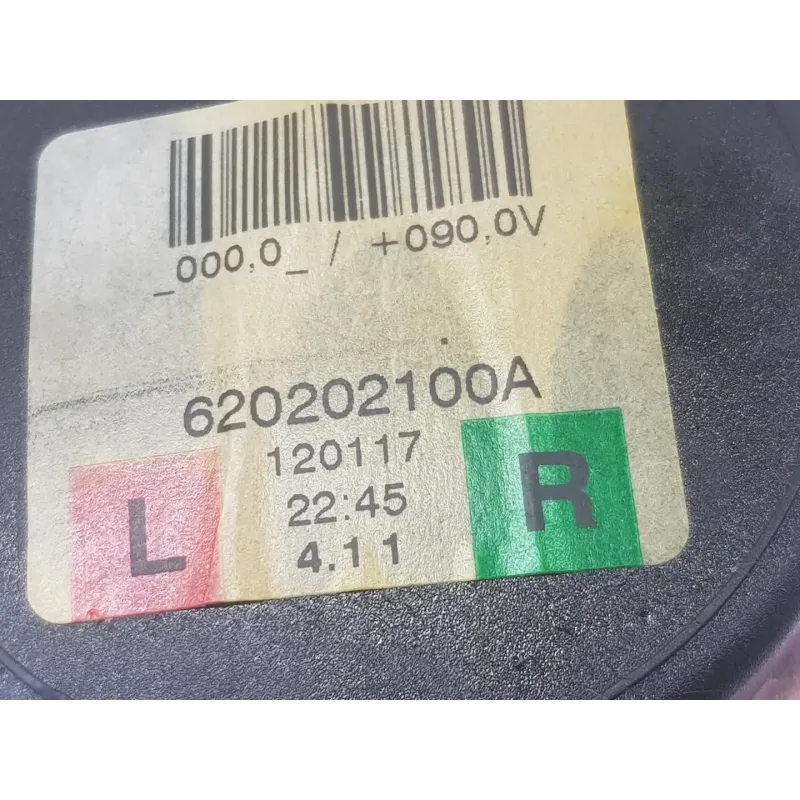 _000,0_ / +090,0V
620202100A
120117
22:45
4.1 1
L
R